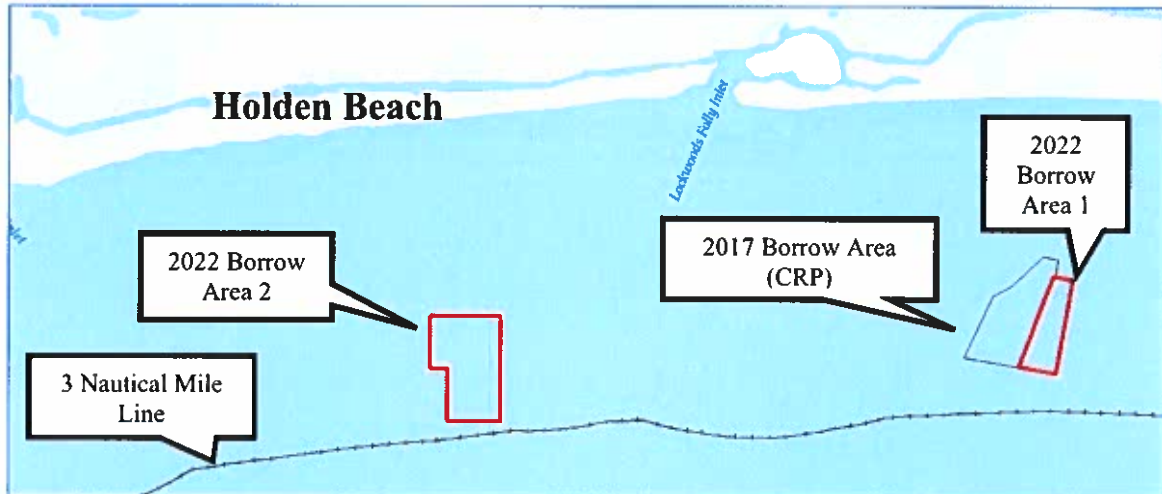 Holden Beach
Lockwoods Folly Inlet
2022
Borrow
Area 1
2017 Borrow Area
(CRP)
2022 Borrow
Area 2
3 Nautical Mile
Line